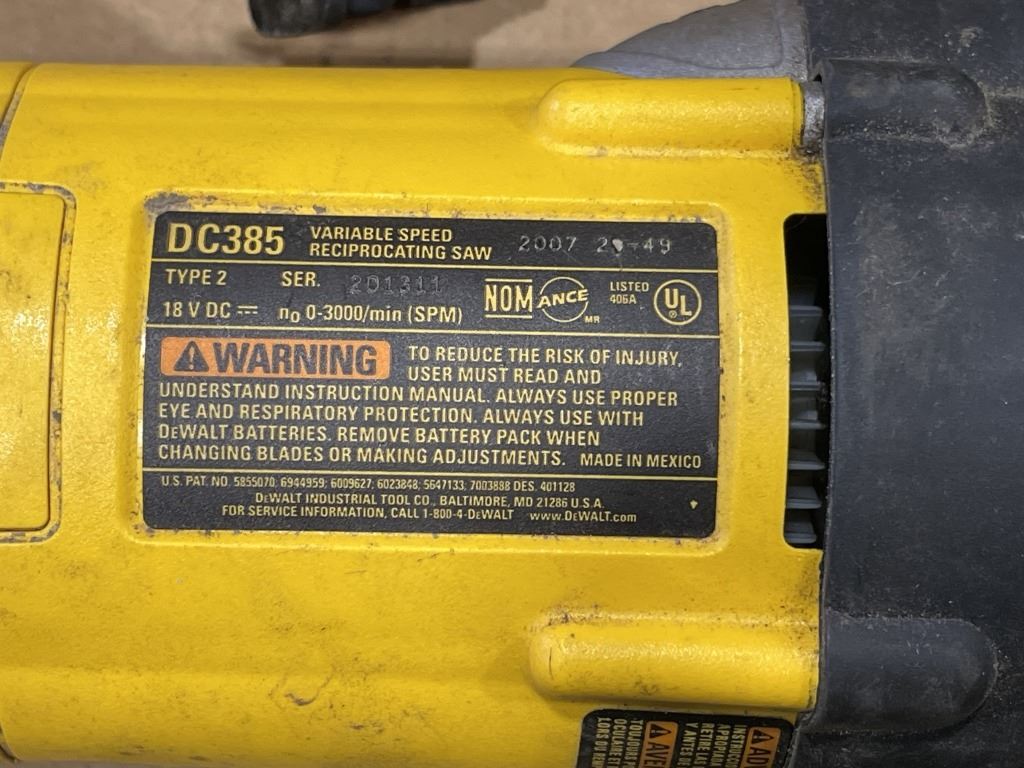 DC385 VARIABLE SPEED
RECIPROCATING SAW 2007
TYPE 2 SER. 201311
NOM ANCE MR LISTED
406A UL ®
18 V DC n0 0-3000/min (SPM)
⚠WARNING TO REDUCE THE RISK OF INJURY,
USER MUST READ AND
UNDERSTAND INSTRUCTION MANUAL. ALWAYS USE PROPER
EYE AND RESPIRATORY PROTECTION. ALWAYS USE WITH
DEWALT BATTERIES. REMOVE BATTERY PACK WHEN
CHANGING BLADES OR MAKING ADJUSTMENTS. MADE IN MEXICO
U.S. PAT. NO. 5855070; 6944959; 6009627; 6023848; 5647133; 7003888 DES. 401128
DEWALT INDUSTRIAL TOOL CO., BALTIMORE, MD 21286 U.S.A.
FOR SERVICE INFORMATION, CALL 1-800-4-DEWALT www.DEWALT.com